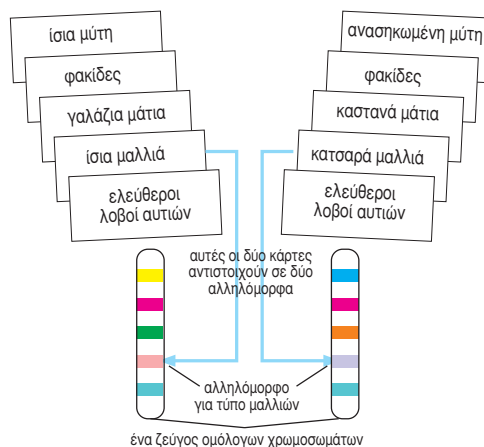 ίσια μύτη
φακίδες
γαλάζια μάτια
ίσια μαλλιά
ελεύθεροι
λοβοί αυτιών
ανασηκωμένη μύτη
φακίδες
καστανά μάτια
κατσαρά μαλλιά
ελεύθεροι
λοβοί αυτιών
αυτές οι δύο κάρτες
αντιστοιχούν σε δύο
αλληλόμορφα
αλληλόμορφο
για τύπο μαλλιών
ένα ζεύγος ομόλογων χρωμοσωμάτων